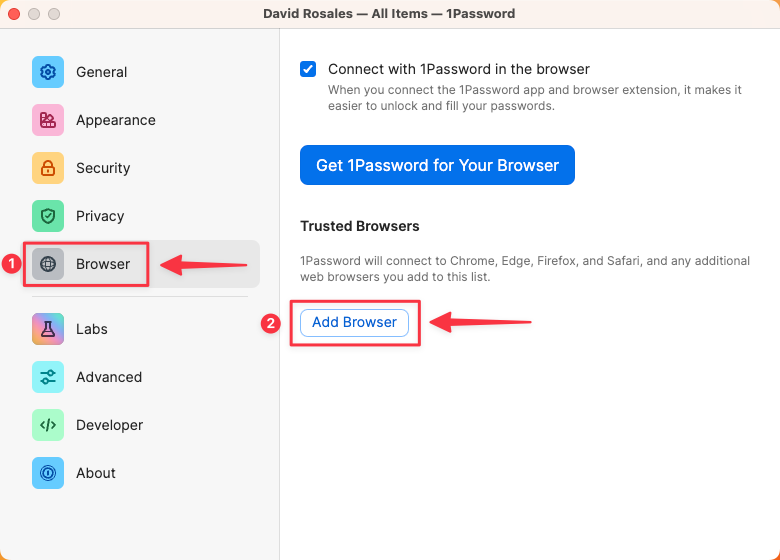 David Rosales — All Items — 1Password
General
Appearance
Security
Privacy
1
Browser
Labs
Advanced
Developer
About
Connect with 1Password in the browser
When you connect the 1Password app and browser extension, it makes it
easier to unlock and fill your passwords.
Get 1Password for Your Browser
Trusted Browsers
1Password will connect to Chrome, Edge, Firefox, and Safari, and any additional
web browsers you add to this list.
2
Add Browser